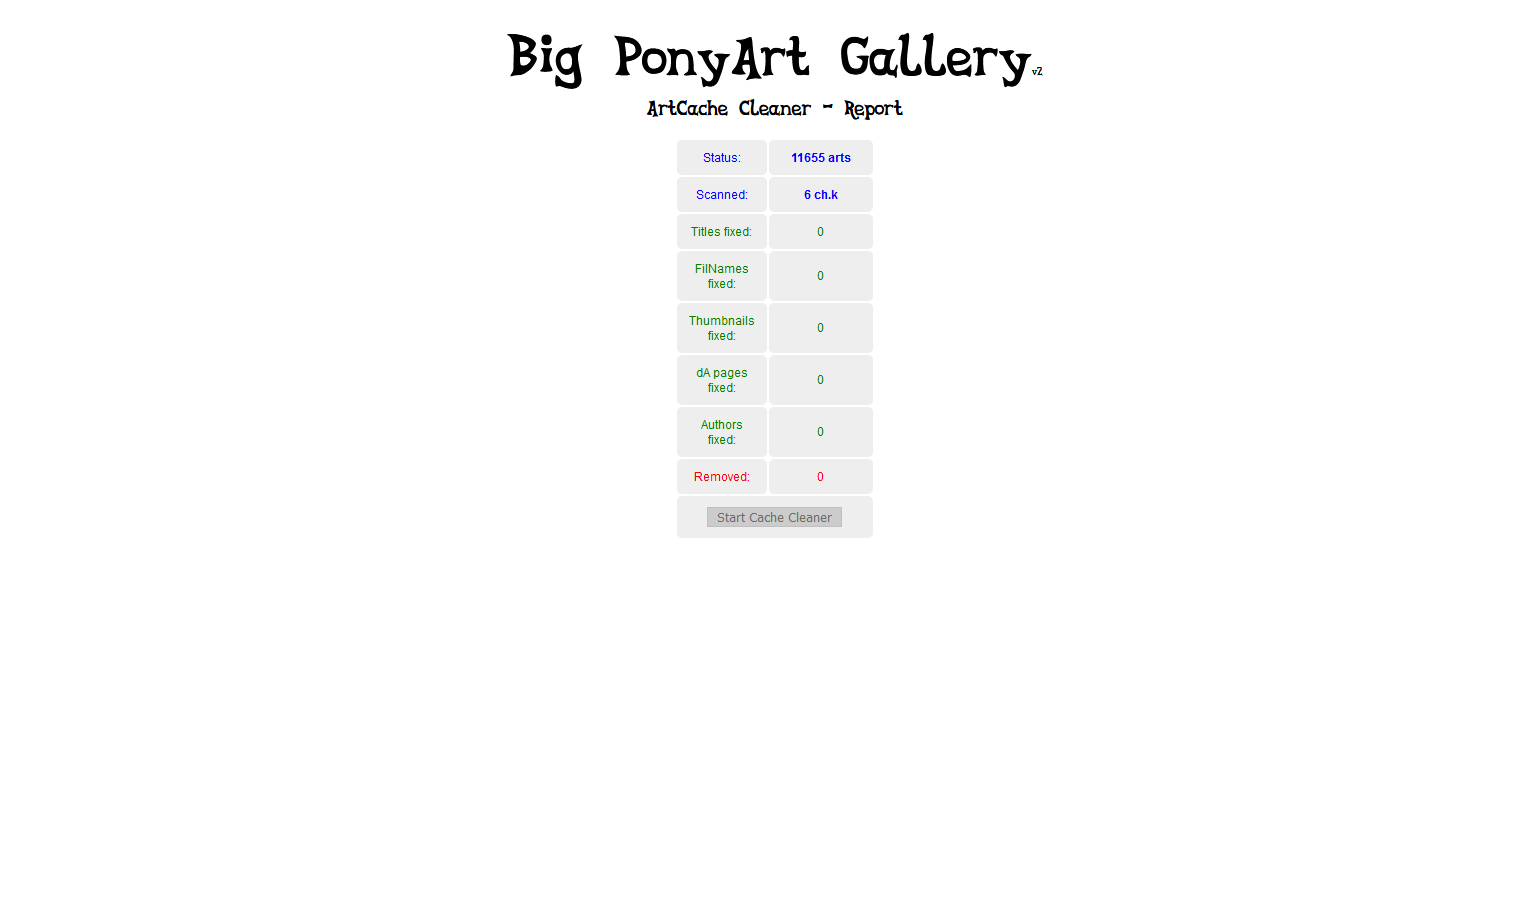 Big PonyArt Gallery v2
ArtCache Cleaner - Report
Status: 11655 arts
Scanned: 6 ch.k
Titles fixed: 0
FilNames
fixed: 0
Thumbnails
fixed: 0
dA pages
fixed: 0
Authors
fixed: 0
Removed: 0
Start Cache Cleaner